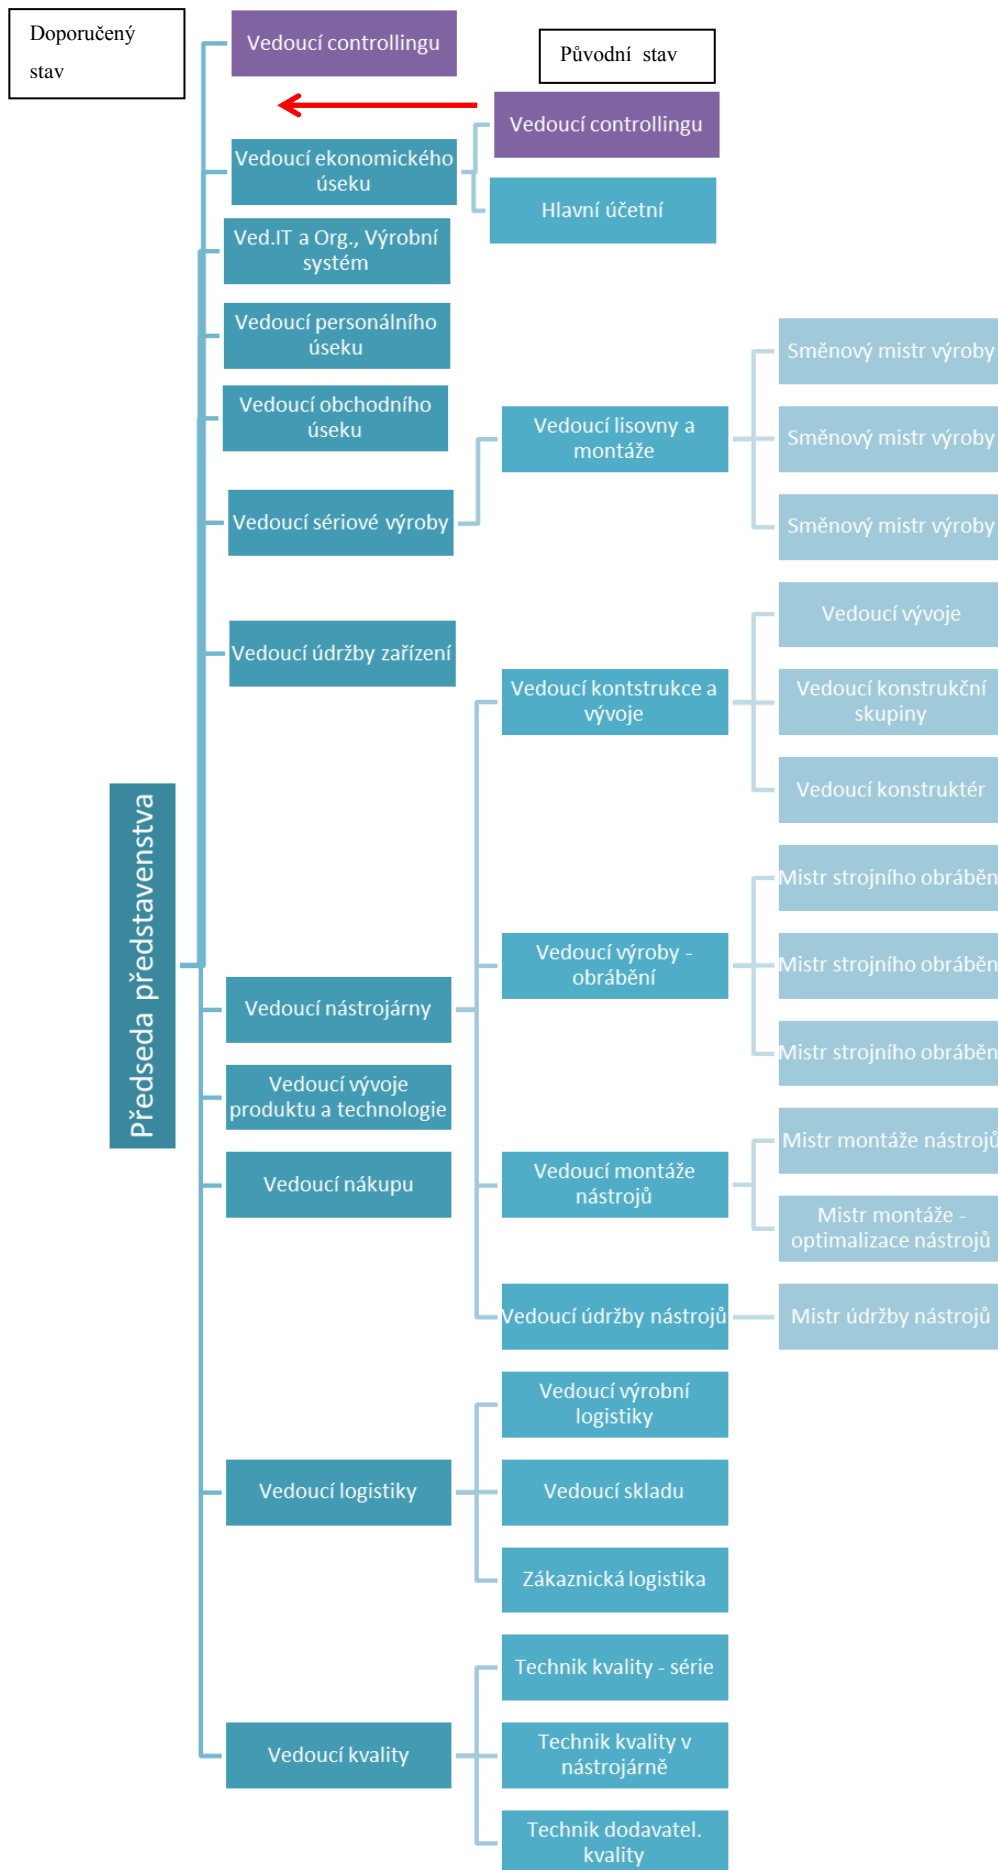 Doporučený
stav
Vedoucí controllingu
Původní stav
Vedoucí controllingu
Vedoucí ekonomického
úseku
Hlavní účetní
Ved.IT a Org., Výrobní
systém
Vedoucí personálního
úseku
Vedoucí obchodního
úseku
Vedoucí sériové výroby
Vedoucí lisovny a
montáže
Směnový mistr výroby
Směnový mistr výroby
Směnový mistr výroby
Vedoucí údržby zařízení
Předseda představenstva
Vedoucí nástrojárny
Vedoucí kontstrukce a
vývoje
Vedoucí vývoje
Vedoucí konstrukční
skupiny
Vedoucí konstruktér
Vedoucí výroby -
obrábění
Mistr strojního obrábění
Mistr strojního obrábění
Mistr strojního obrábění
Vedoucí montáže
nástrojů
Mistr montáže nástrojů
Mistr montáže -
optimalizace nástrojů
Vedoucí údržby nástrojů
Mistr údržby nástrojů
Vedoucí vývoje
produktu a technologie
Vedoucí nákupu
Vedoucí logistiky
Vedoucí výrobní
logistiky
Vedoucí skladu
Zákaznická logistika
Vedoucí kvality
Technik kvality - série
Technik kvality v
nástrojárně
Technik dodavatel.
kvality